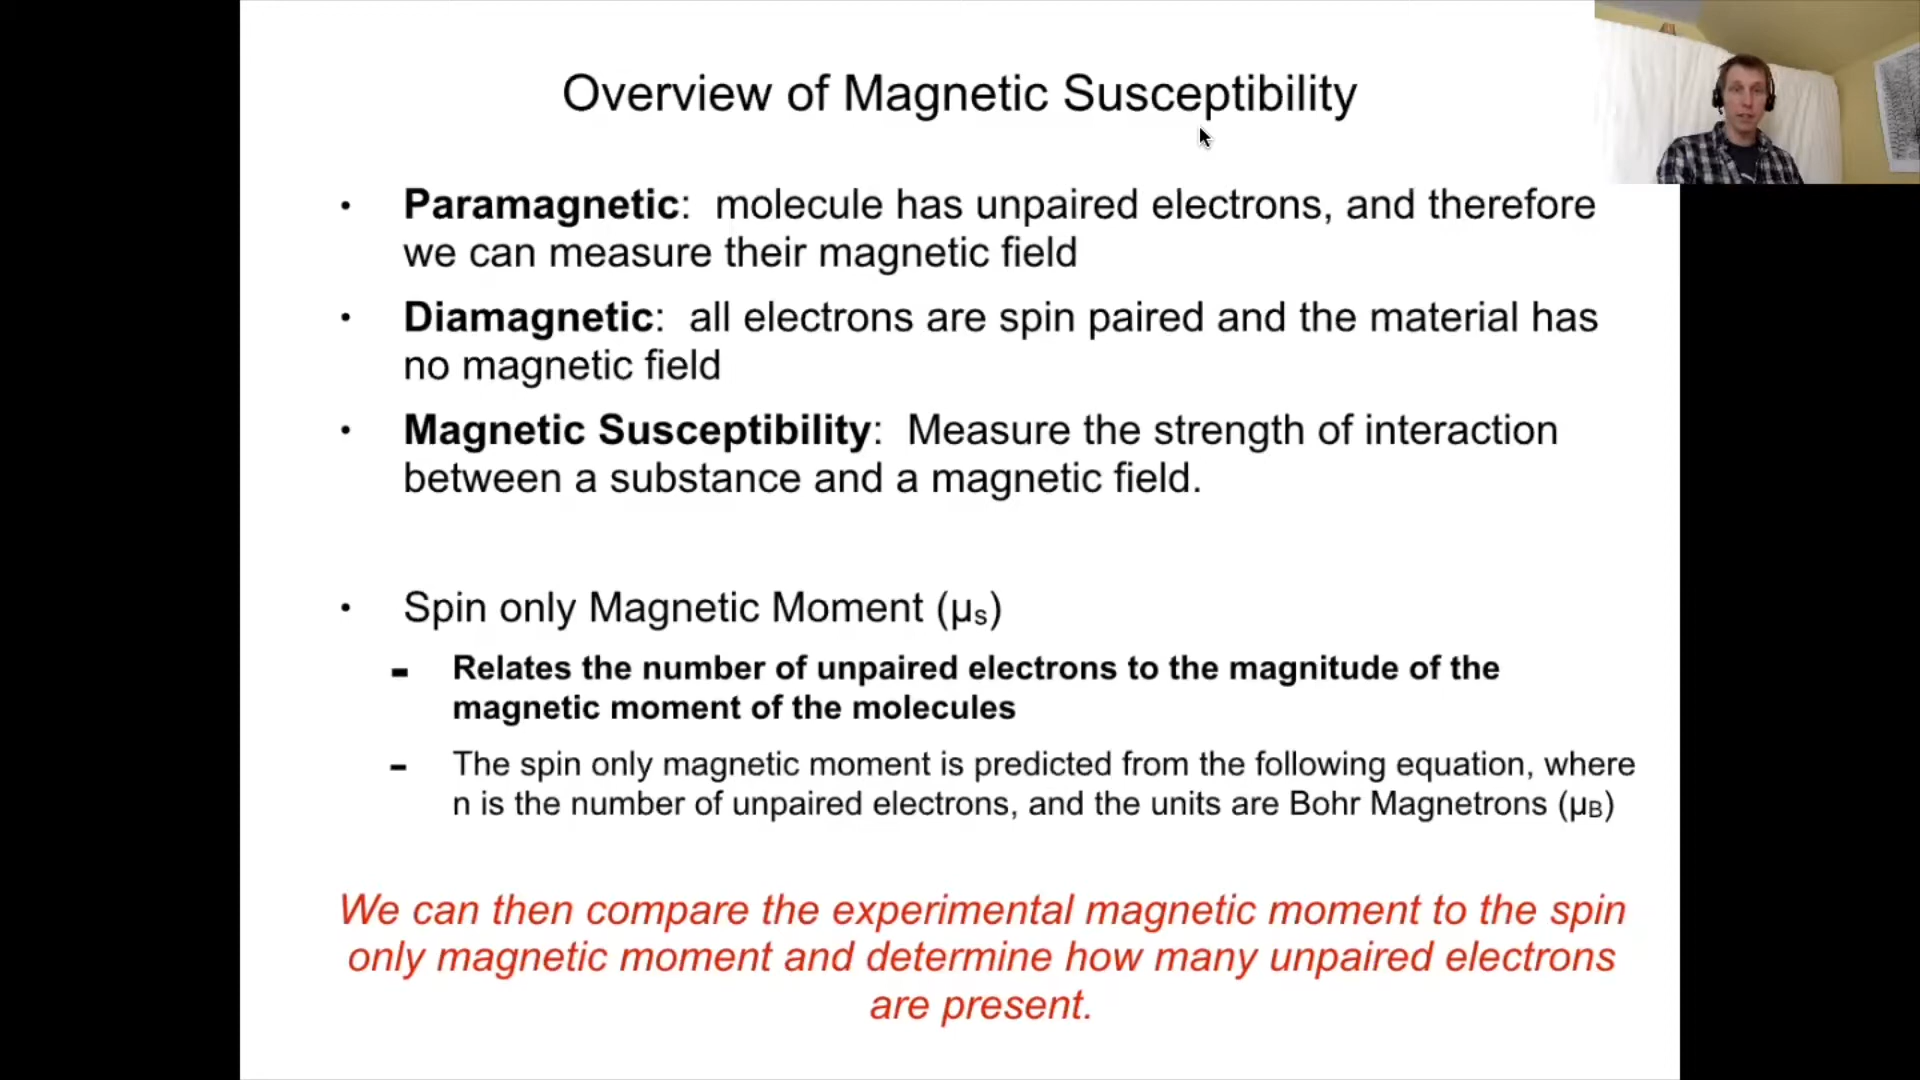 Overview of Magnetic Susceptibility
• Paramagnetic: molecule has unpaired electrons, and therefore
we can measure their magnetic field
• Diamagnetic: all electrons are spin paired and the material has
no magnetic field
• Magnetic Susceptibility: Measure the strength of interaction
between a substance and a magnetic field.
• Spin only Magnetic Moment (μs)
- Relates the number of unpaired electrons to the magnitude of the
magnetic moment of the molecules
- The spin only magnetic moment is predicted from the following equation, where
n is the number of unpaired electrons, and the units are Bohr Magnetrons (μB)
We can then compare the experimental magnetic moment to the spin
only magnetic moment and determine how many unpaired electrons
are present.